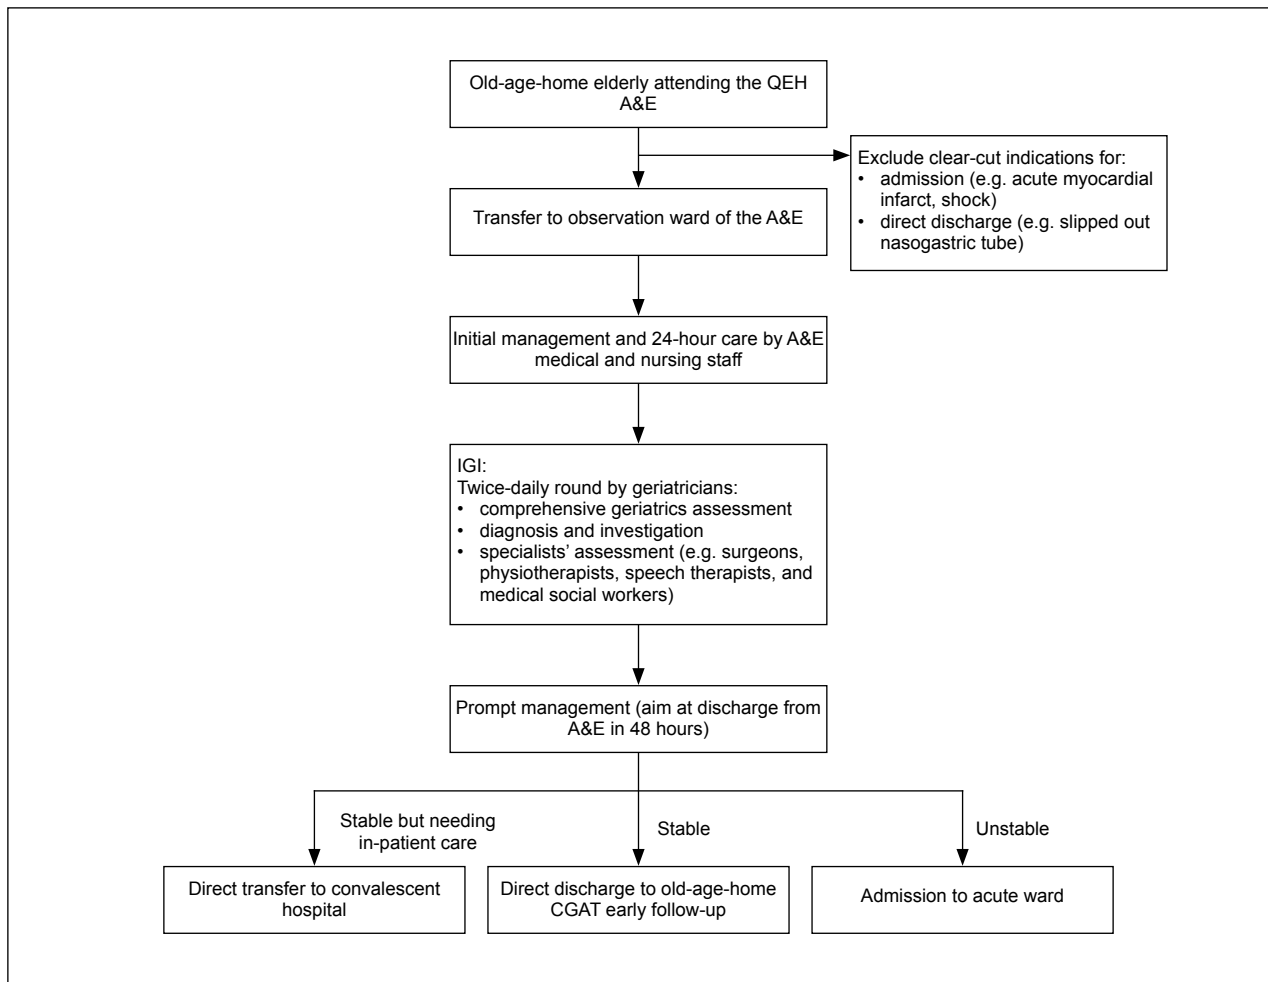 Old-age-home elderly attending the QEH
A&E
Exclude clear-cut indications for:
• admission (e.g. acute myocardial
infarct, shock)
• direct discharge (e.g. slipped out
nasogastric tube)
Transfer to observation ward of the A&E
Initial management and 24-hour care by A&E
medical and nursing staff
IGI:
Twice-daily round by geriatricians:
• comprehensive geriatrics assessment
• diagnosis and investigation
• specialists' assessment (e.g. surgeons,
physiotherapists, speech therapists, and
medical social workers)
Prompt management (aim at discharge from
A&E in 48 hours)
Stable but needing
in-patient care
Stable
Unstable
Direct transfer to convalescent
hospital
Direct discharge to old-age-home
CGAT early follow-up
Admission to acute ward